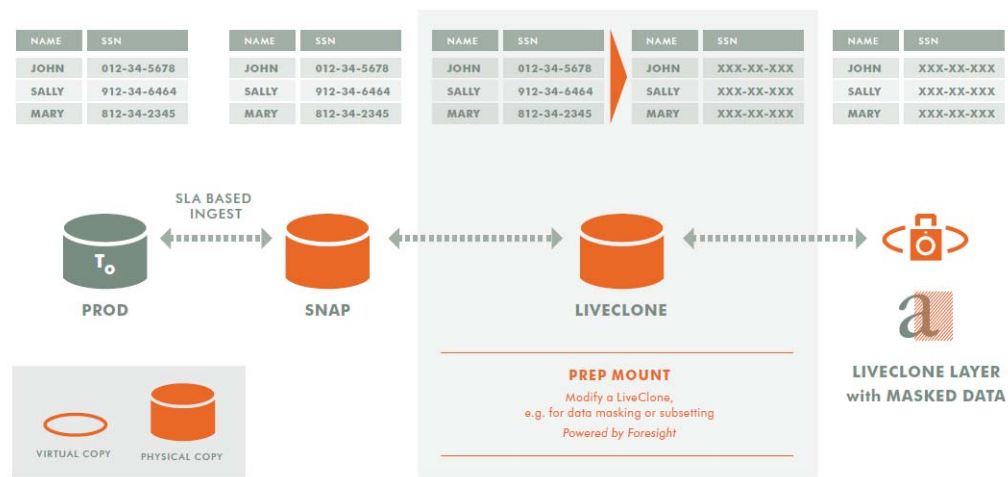 NAME SSN
JOHN 012-34-5678
SALLY 912-34-6464
MARY 812-34-2345
NAME SSN
JOHN 012-34-5678
SALLY 912-34-6464
MARY 812-34-2345
NAME SSN
JOHN 012-34-5678
SALLY 912-34-6464
MARY 812-34-2345
NAME SSN
JOHN XXX-XX-XXX
SALLY XXX-XX-XXX
MARY XXX-XX-XXX
NAME SSN
JOHN XXX-XX-XXX
SALLY XXX-XX-XXX
MARY XXX-XX-XXX
SLA BASED
INGEST
To
PROD
SNAP
LIVECLONE
a
LIVECLONE LAYER
with MASKED DATA
PREP MOUNT
Modify a LiveClone,
e.g. for data masking or subsetting
Powered by Foresight
VIRTUAL COPY
PHYSICAL COPY